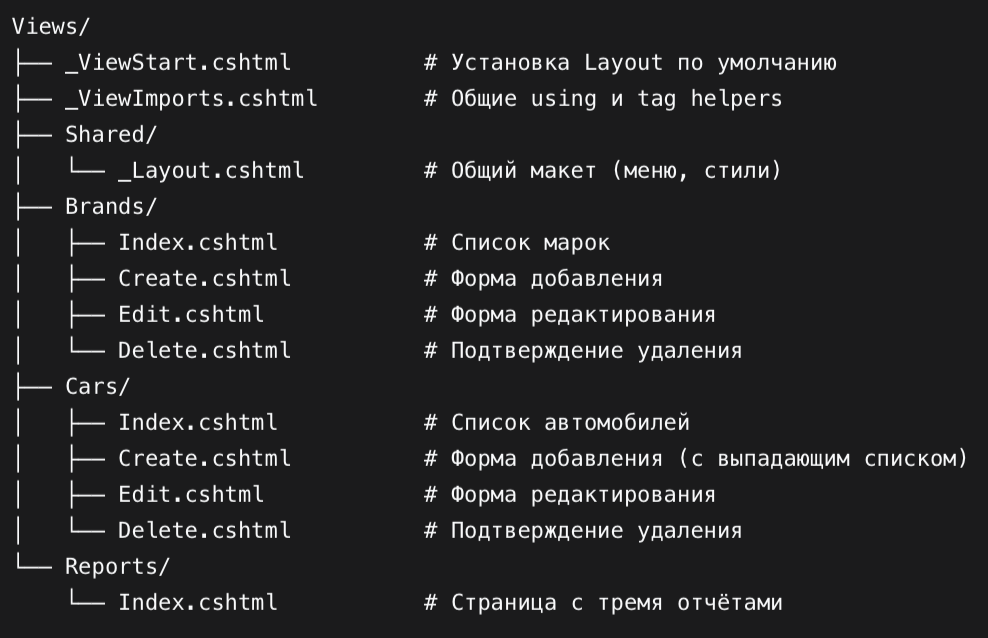 Views/
├── _ViewStart.cshtml          # Установка Layout по умолчанию
├── _ViewImports.cshtml        # Общие using и tag helpers
├── Shared/
│   └── _Layout.cshtml         # Общий макет (меню, стили)
├── Brands/
│   ├── Index.cshtml           # Список марок
│   ├── Create.cshtml          # Форма добавления
│   ├── Edit.cshtml            # Форма редактирования
│   └── Delete.cshtml          # Подтверждение удаления
├── Cars/
│   ├── Index.cshtml           # Список автомобилей
│   ├── Create.cshtml          # Форма добавления (с выпадающим списком)
│   ├── Edit.cshtml            # Форма редактирования
│   └── Delete.cshtml          # Подтверждение удаления
└── Reports/
    └── Index.cshtml           # Страница с тремя отчётами